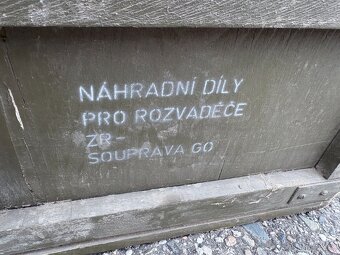 NÁHRADNÍ DÍLY
PRO ROZVADĚČE
ZR-
SOUPRAVA GO